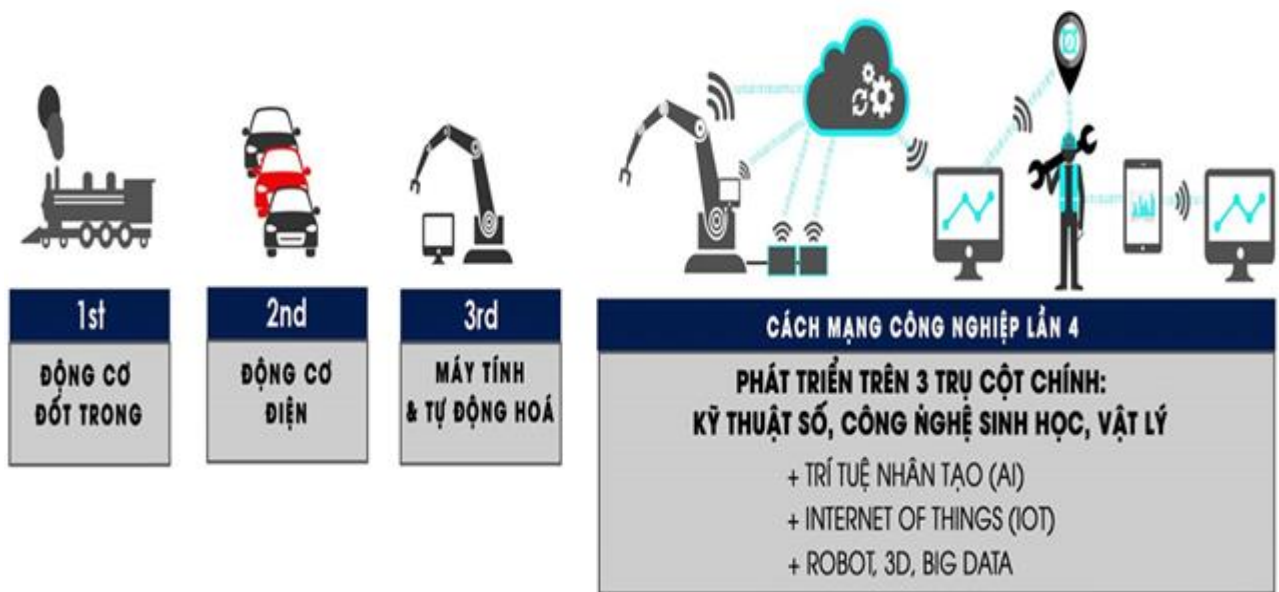 1st
ĐỘNG CƠ
ĐỐT TRONG
2nd
ĐỘNG CƠ
ĐIỆN
3rd
MÁY TÍNH
& TỰ ĐỘNG HOÁ
CÁCH MẠNG CÔNG NGHIỆP LẦN 4
PHÁT TRIỂN TRÊN 3 TRỤ CỘT CHÍNH:
KỸ THUẬT SỐ, CÔNG NGHỆ SINH HỌC, VẬT LÝ
+ TRÍ TUỆ NHÂN TẠO (AI)
+ INTERNET OF THINGS (IOT)
+ ROBOT, 3D, BIG DATA